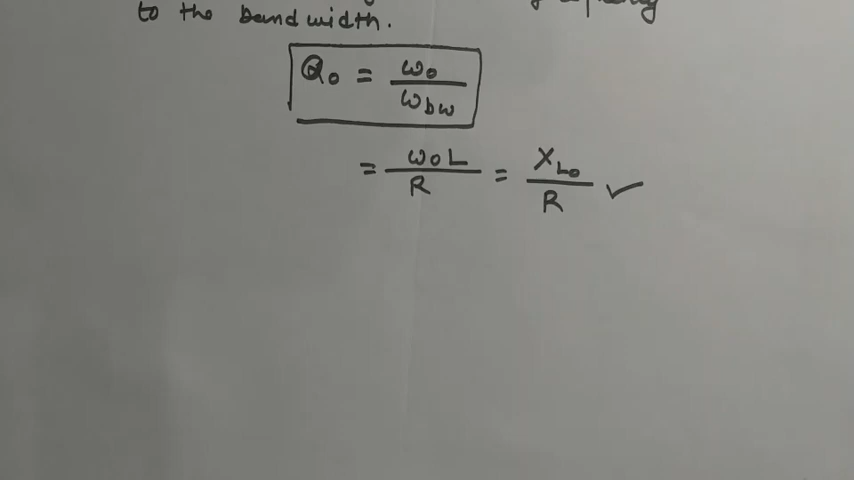 to the bandwidth.
Q₀ = ω₀ / ω_bw
= ω₀L / R = X_L₀ / R ✓